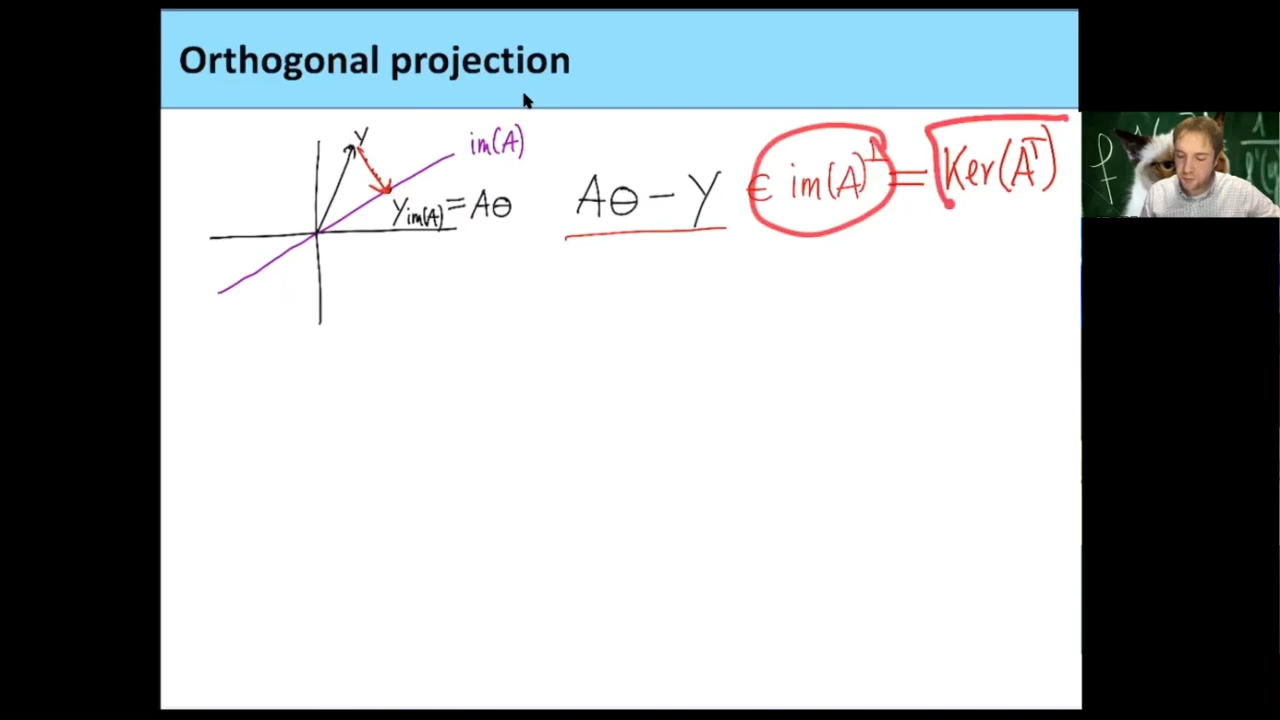 Orthogonal projection
y
im(A)
y_im(A) = Aθ
Aθ − y ∈ im(A)^⊥ = Ker(A^T)
f